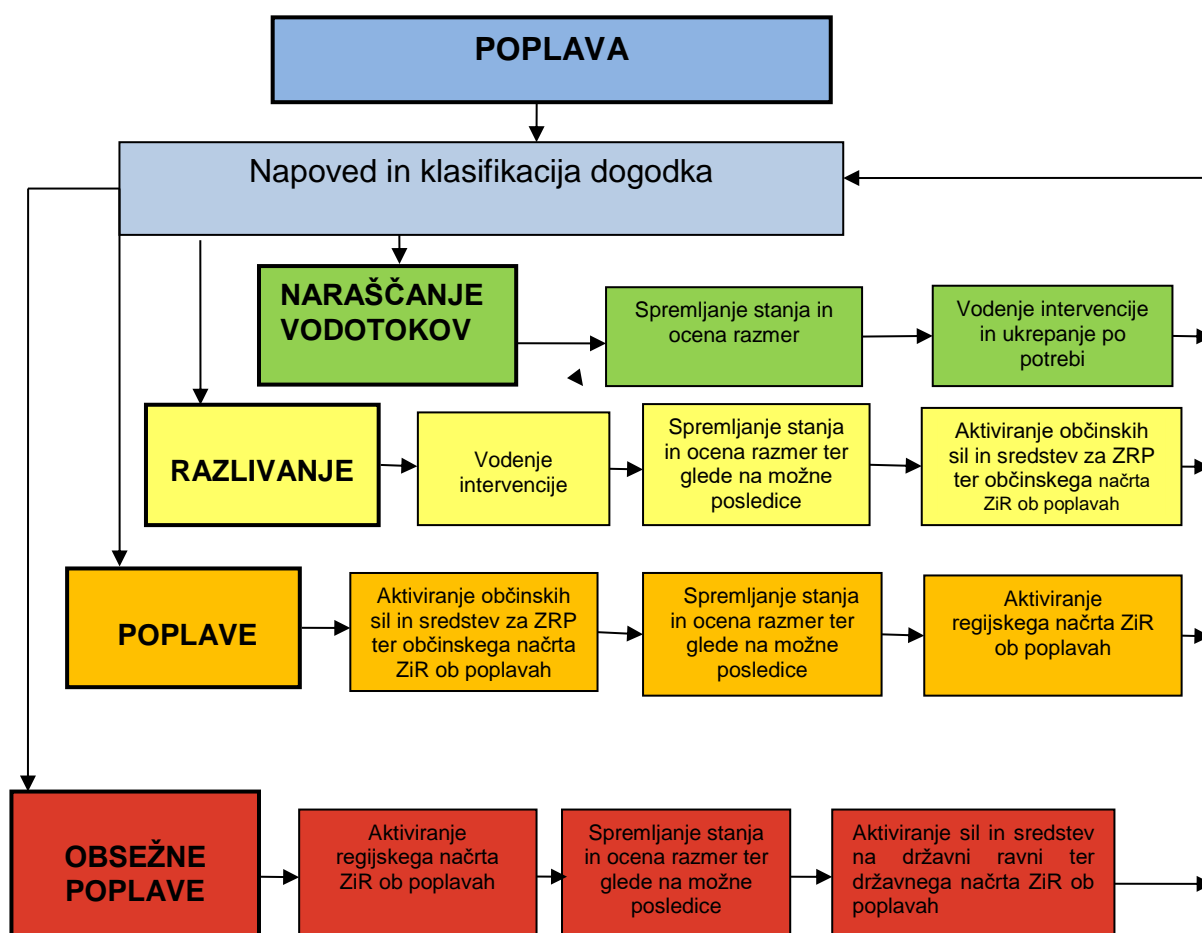 POPLAVA
Napoved in klasifikacija dogodka
NARAŠČANJE
VODOTOKOV
Spremljanje stanja in
ocena razmer
Vodenje intervencije
in ukrepanje po
potrebi
RAZLIVANJE
Vodenje
intervencije
Spremljanje stanja
in ocena razmer ter
glede na možne
posledice
Aktiviranje občinskih
sil in sredstev za ZRP
ter občinskega načrta
ZiR ob poplavah
POPLAVE
Aktiviranje občinskih
sil in sredstev za ZRP
ter občinskega načrta
ZiR ob poplavah
Spremljanje stanja
in ocena razmer ter
glede na možne
posledice
Aktiviranje
regijskega načrta ZiR
ob poplavah
OBSEŽNE
POPLAVE
Aktiviranje
regijskega načrta
ZiR ob poplavah
Spremljanje stanja
in ocena razmer ter
glede na možne
posledice
Aktiviranje sil in sredstev
na državni ravni ter
državnega načrta ZiR ob
poplavah